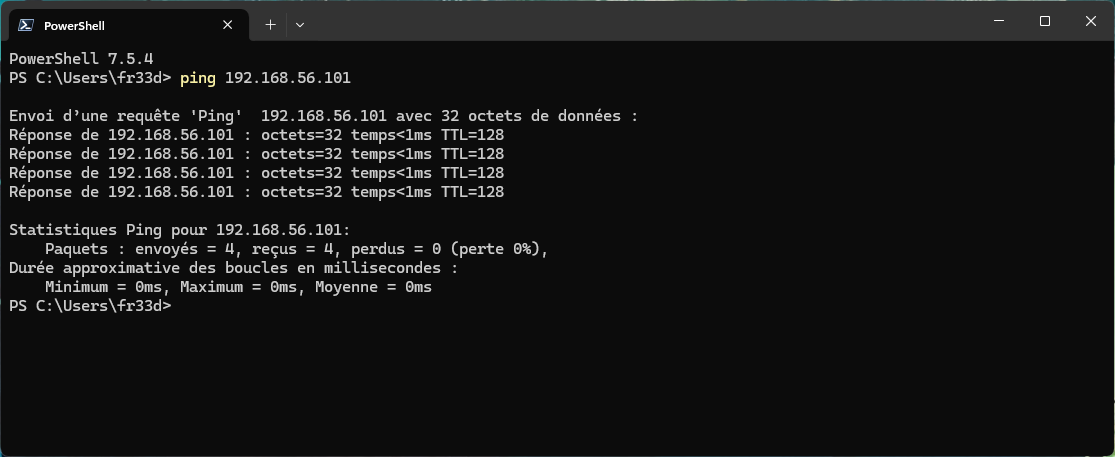 PowerShell
PowerShell 7.5.4
PS C:\Users\fr33d> ping 192.168.56.101
Envoi d’une requête 'Ping'  192.168.56.101 avec 32 octets de données :
Réponse de 192.168.56.101 : octets=32 temps<1ms TTL=128
Réponse de 192.168.56.101 : octets=32 temps<1ms TTL=128
Réponse de 192.168.56.101 : octets=32 temps<1ms TTL=128
Réponse de 192.168.56.101 : octets=32 temps<1ms TTL=128
Statistiques Ping pour 192.168.56.101:
    Paquets : envoyés = 4, reçus = 4, perdus = 0 (perte 0%),
Durée approximative des boucles en millisecondes :
    Minimum = 0ms, Maximum = 0ms, Moyenne = 0ms
PS C:\Users\fr33d>